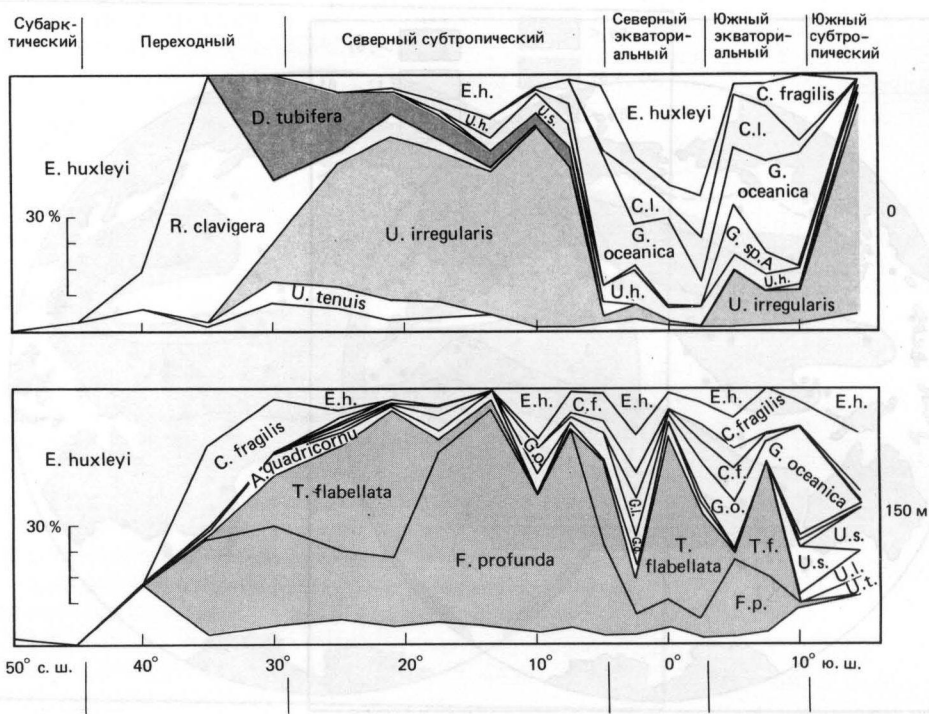 Субарк-
тический
Переходный
Северный субтропический
Северный
экватори-
альный
Южный
экватори-
альный
Южный
субтро-
пический
E. huxleyi
R. clavigera
D. tubifera
U. irregularis
U. tenuis
E.h.
U.h.
U.s.
E. huxleyi
C.l.
G.
oceanica
U.h.
C. fragilis
C.l.
G.
oceanica
G. sp.A
U.h.
U. irregularis
30 %
0
E. huxleyi
C. fragilis
A.quadricornu
E.h.
T. flabellata
F. profunda
E.h.
G.o.
C.f.
E.h.
G.o.
T.
flabellata
E.h.
C.fragilis
C.f.
G.o.
T.f.
F.p.
E.h.
G. oceanica
U.s.
U.s.
U.i.
U.t.
30 %
150 м
50° с. ш.
40°
30°
20°
10°
0°
10° ю. ш.